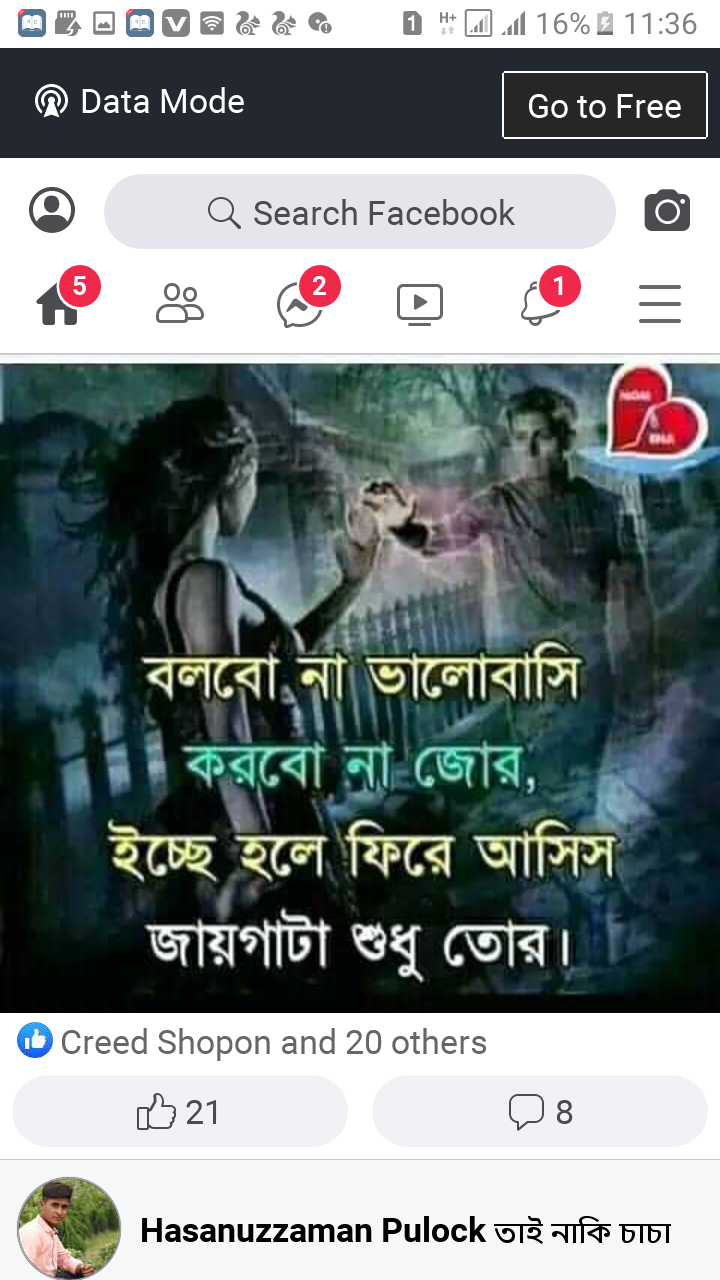 1 H+ 16% 11:36
Data Mode
Go to Free
Search Facebook
5 2 1
বলবো না ভালোবাসি
করবো না জোর,
ইচ্ছে হলে ফিরে আসিস
জায়গাটা শুধু তোর।
Creed Shopon and 20 others
21 8
Hasanuzzaman Pulock তাই নাকি চাচা